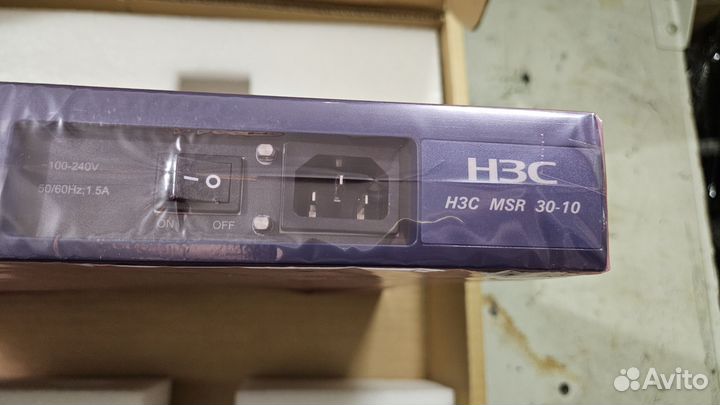 ~100-240V
50/60Hz;1.5A
ON OFF
H3C
H3C MSR 30-10
Avito